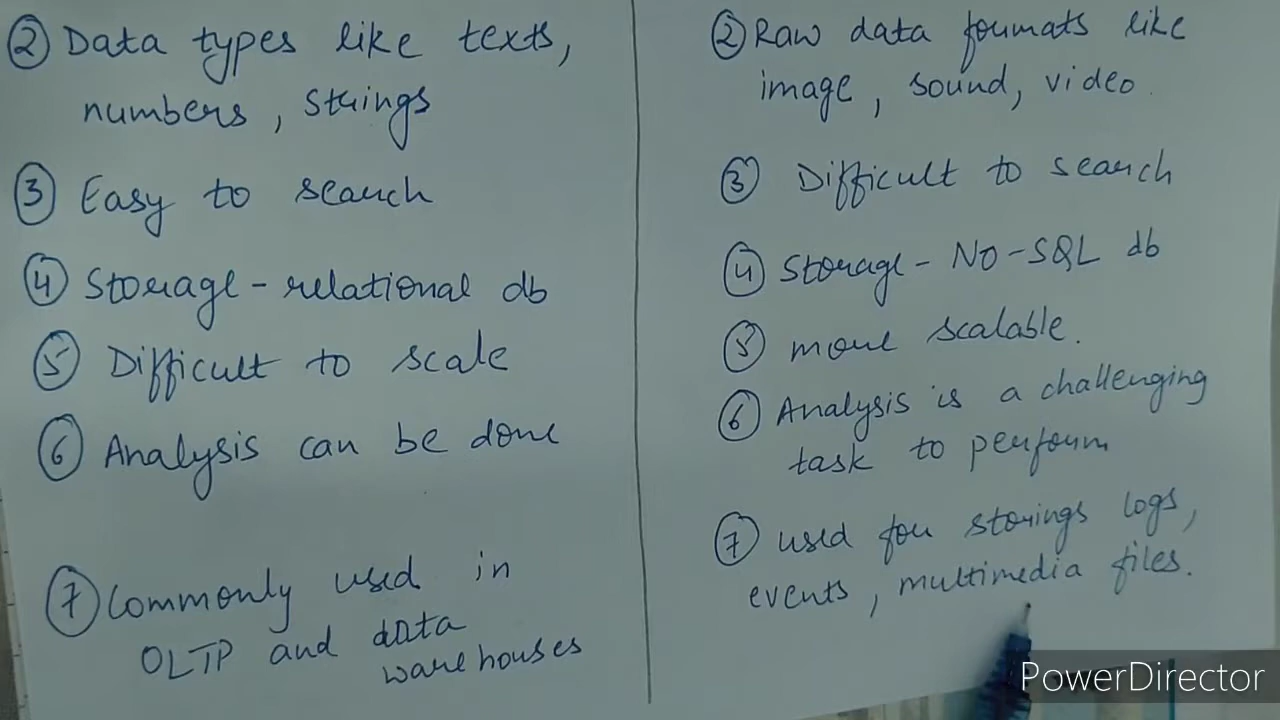 ② Data types like texts,
numbers, strings
③ Easy to search
④ Storage - relational db
⑤ Difficult to scale
⑥ Analysis can be done
⑦ Commonly used in
OLTP and data
warehouses
② Raw data formats like
image, sound, video.
③ Difficult to search
④ Storage - No-SQL db
⑤ more scalable.
⑥ Analysis is a challenging
task to perform
⑦ used for storings logs,
events, multimedia files.
PowerDirector